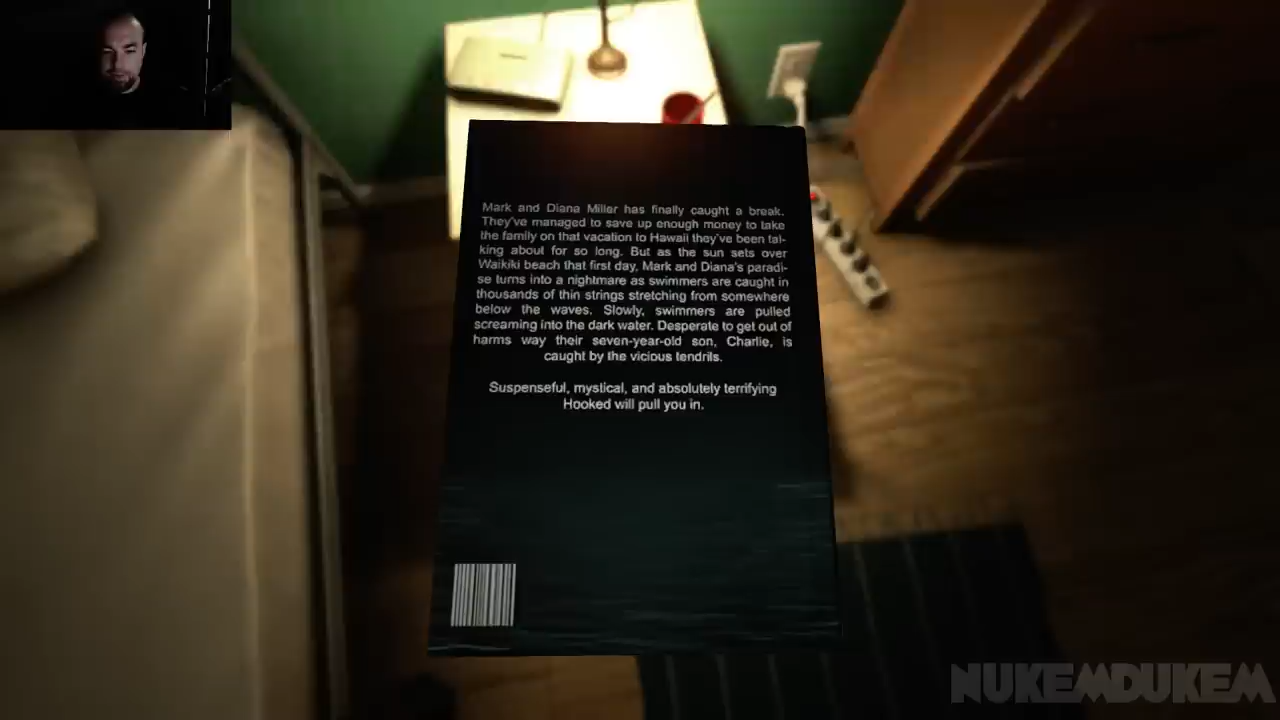 Mark and Diana Miller has finally caught a break.
They've managed to save up enough money to take
the family on that vacation to Hawaii they've been tal-
king about for so long. But as the sun sets over
Waikiki beach that first day, Mark and Diana's paradi-
se turns into a nightmare as swimmers are caught in
thousands of thin strings stretching from somewhere
below the waves. Slowly, swimmers are pulled
screaming into the dark water. Desperate to get out of
harms way their seven-year-old son, Charlie, is
caught by the vicious tendrils.
Suspenseful, mystical, and absolutely terrifying
Hooked will pull you in.
NUKEMDUKEM